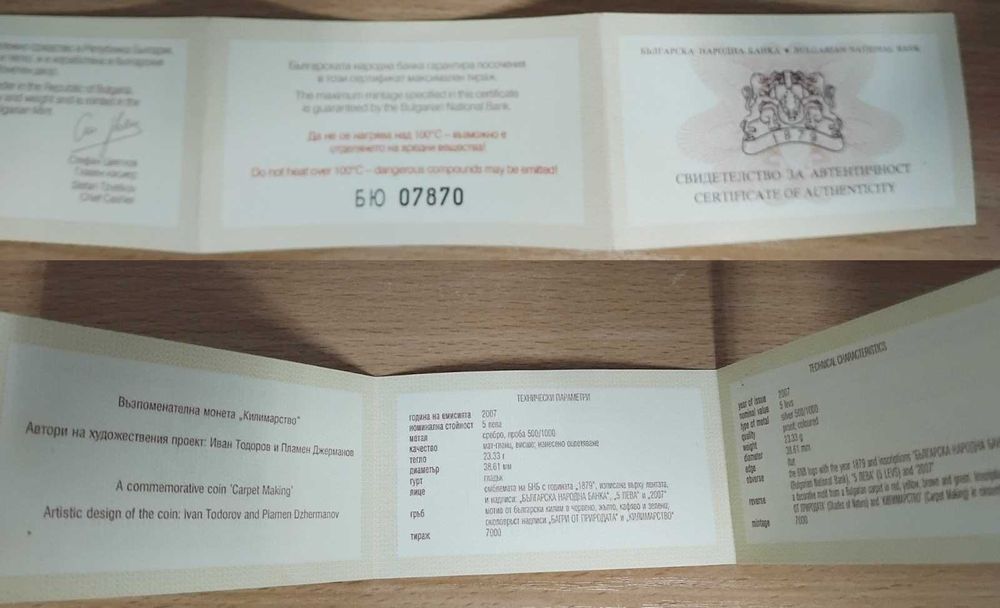 в Република България
in the Republic of Bulgaria
and weight and is minted in the
Стефан Цветков
Главен касиер
Stefan Tzvetkov
Chief Cashier
Българската народна банка гарантира посочения
в този сертификат максимален тираж.
The maximum mintage specified in this certificate
is guaranteed by the Bulgarian National Bank.
Да не се нагрява над 100°C – възможно е
отделянето на вредни вещества!
Do not heat over 100°C – dangerous compounds may be emitted!
БЮ 07870
БЪЛГАРСКА НАРОДНА БАНКА • BULGARIAN NATIONAL BANK
1879
СВИДЕТЕЛСТВО ЗА АВТЕНТИЧНОСТ
CERTIFICATE OF AUTHENTICITY
Възпоменателна монета „Килимарство"
Автори на художествения проект: Иван Тодоров и Пламен Джерманов
A commemorative coin 'Carpet Making'
Artistic design of the coin: Ivan Todorov and Plamen Dzhermanov
ТЕХНИЧЕСКИ ПАРАМЕТРИ
година на емисията 2007
номинална стойност 5 лева
метал сребро, проба 500/1000
качество мат-гланц, висше; нанесено оцветяване
тегло 23.33 г
диаметър 38.61 мм
гурт гладък
лице емблемата на БНБ с годината „1879", изписана върху лентата,
и надписи: „БЪЛГАРСКА НАРОДНА БАНКА", „5 ЛЕВА" и „2007"
гръб мотив от български килим в червено, жълто, кафяво и зелено;
околовръст надписи „БАГРИ ОТ ПРИРОДАТА" и „КИЛИМАРСТВО"
тираж 7000
TECHNICAL CHARACTERISTICS
year of issue 2007
nominal value 5 levs
type of metal silver 500/1000
quality proof, coloured
weight 23.33 g
diameter 38.61 mm
edge flat
obverse the BNB logo with the year 1879 and inscriptions 'БЪЛГАРСКА НАРОДНА
(Bulgarian National Bank), '5 ЛЕВА' (5 LEVS) and '2007'
reverse a decorative motif from a Bulgarian carpet in red, yellow, brown and green.
ОТ ПРИРОДАТА' (Shades of Nature) and 'КИЛИМАРСТВО' (Carpet Making) in
mintage 7000